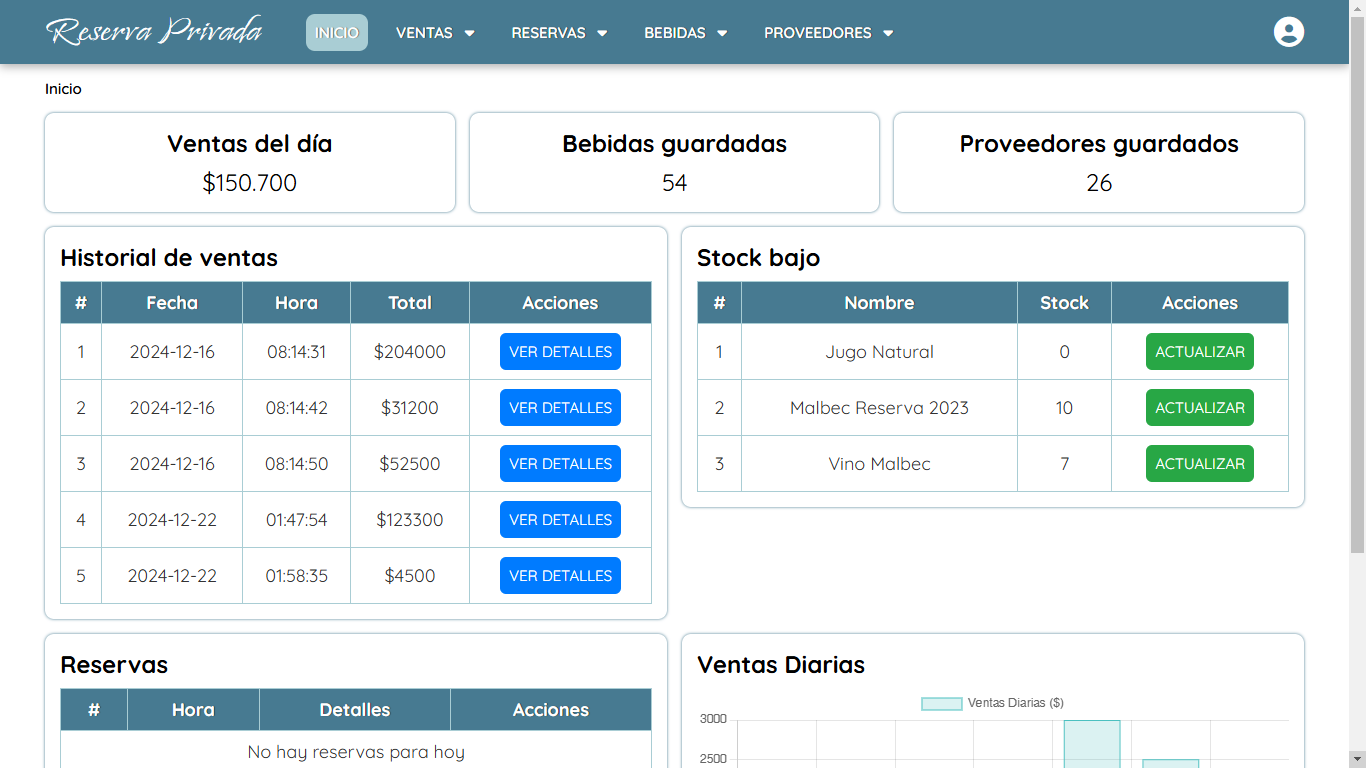 Reserva Privada INICIO VENTAS RESERVAS BEBIDAS PROVEEDORES
Inicio
Ventas del día
$150.700
Bebidas guardadas
54
Proveedores guardados
26
Historial de ventas
# Fecha Hora Total Acciones
1 2024-12-16 08:14:31 $204000 VER DETALLES
2 2024-12-16 08:14:42 $31200 VER DETALLES
3 2024-12-16 08:14:50 $52500 VER DETALLES
4 2024-12-22 01:47:54 $123300 VER DETALLES
5 2024-12-22 01:58:35 $4500 VER DETALLES
Stock bajo
# Nombre Stock Acciones
1 Jugo Natural 0 ACTUALIZAR
2 Malbec Reserva 2023 10 ACTUALIZAR
3 Vino Malbec 7 ACTUALIZAR
Reservas
# Hora Detalles Acciones
No hay reservas para hoy
Ventas Diarias
Ventas Diarias ($)
3000
2500